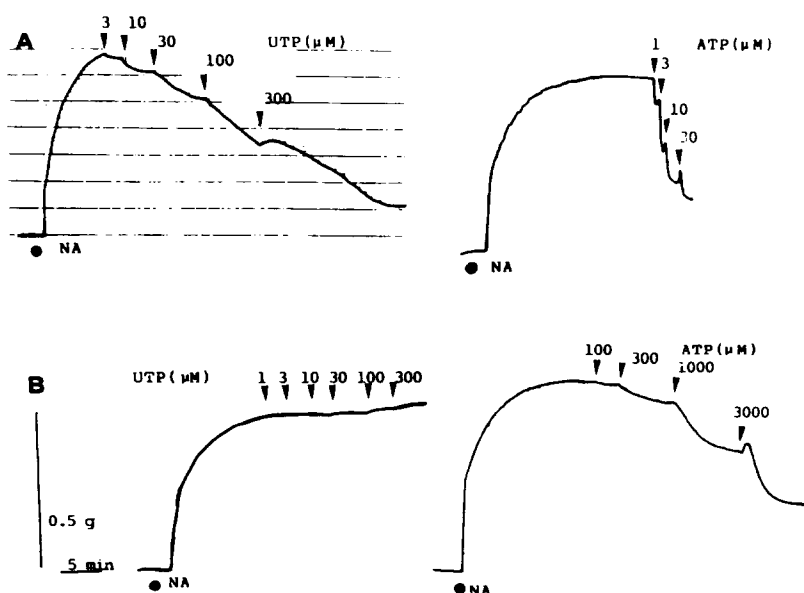 A
3 10 30 100 300 UTP(µM)
NA
1 3 10 30 ATP(µM)
NA
B
UTP(µM) 1 3 10 30 100 300
0.5 g
5 min
NA
100 300 1000 3000 ATP(µM)
NA